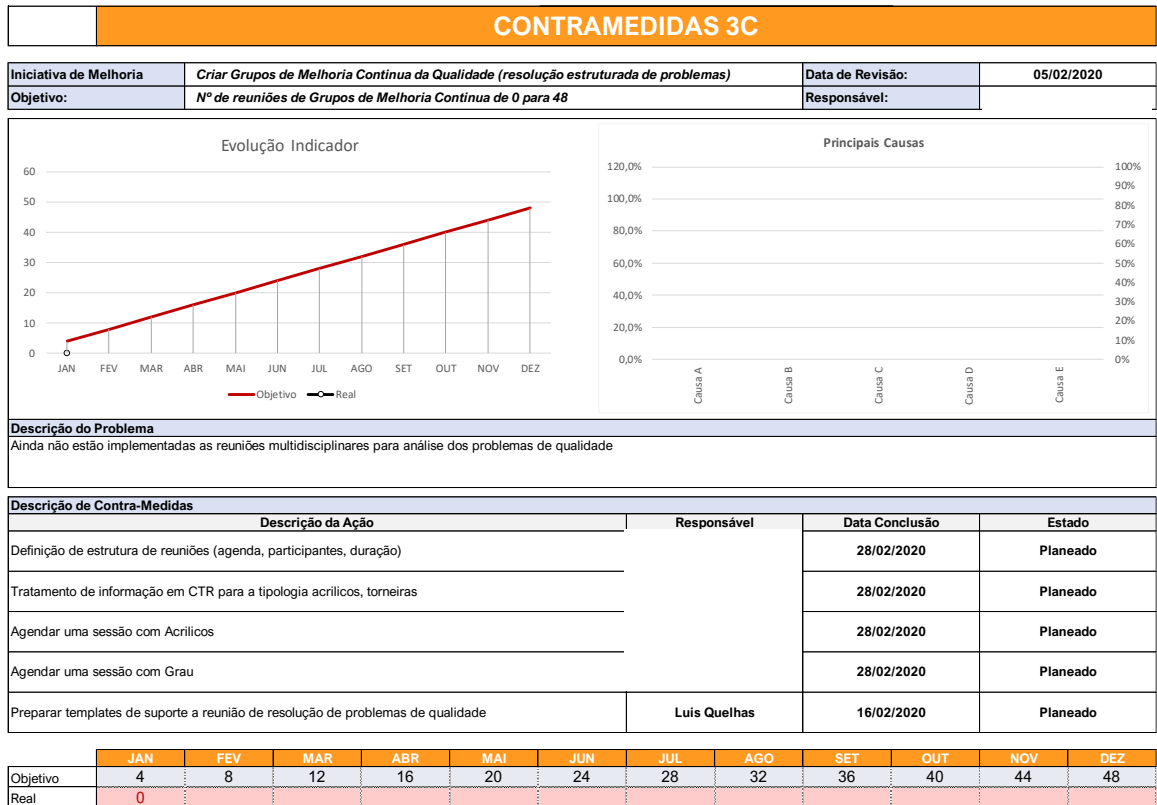 CONTRAMEDIDAS 3C
Iniciativa de Melhoria Criar Grupos de Melhoria Continua da Qualidade (resolução estruturada de problemas) Data de Revisão: 05/02/2020
Objetivo: Nº de reuniões de Grupos de Melhoria Continua de 0 para 48 Responsável:
Evolução Indicador
60
50
40
30
20
10
0
JAN FEV MAR ABR MAI JUN JUL AGO SET OUT NOV DEZ
Objetivo Real
Principais Causas
120,0%
100,0%
80,0%
60,0%
40,0%
20,0%
0,0%
100%
90%
80%
70%
60%
50%
40%
30%
20%
10%
0%
Causa A
Causa B
Causa C
Causa D
Causa E
Descrição do Problema
Ainda não estão implementadas as reuniões multidisciplinares para análise dos problemas de qualidade
Descrição de Contra-Medidas
Descrição da Ação Responsável Data Conclusão Estado
Definição de estrutura de reuniões (agenda, participantes, duração) 28/02/2020 Planeado
Tratamento de informação em CTR para a tipologia acrilicos, torneiras 28/02/2020 Planeado
Agendar uma sessão com Acrilicos 28/02/2020 Planeado
Agendar uma sessão com Grau 28/02/2020 Planeado
Preparar templates de suporte a reunião de resolução de problemas de qualidade Luis Quelhas 16/02/2020 Planeado
JAN FEV MAR ABR MAI JUN JUL AGO SET OUT NOV DEZ
Objetivo 4 8 12 16 20 24 28 32 36 40 44 48
Real 0